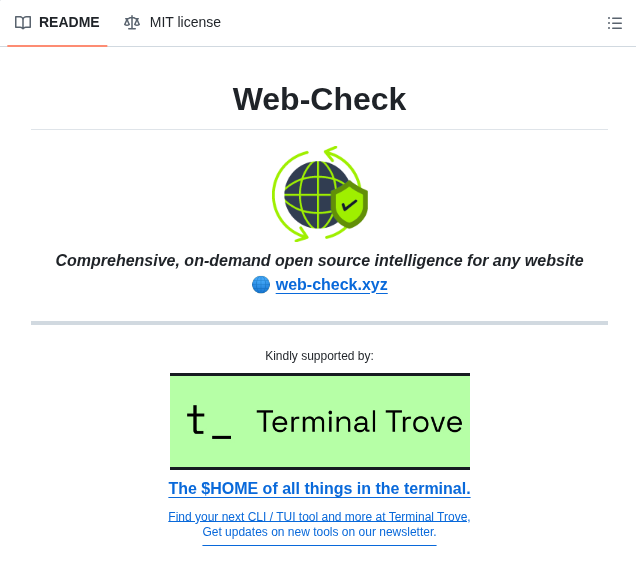 README
MIT license
Web-Check
Comprehensive, on-demand open source intelligence for any website
web-check.xyz
Kindly supported by:
t_ Terminal Trove
The $HOME of all things in the terminal.
Find your next CLI / TUI tool and more at Terminal Trove,
Get updates on new tools on our newsletter.